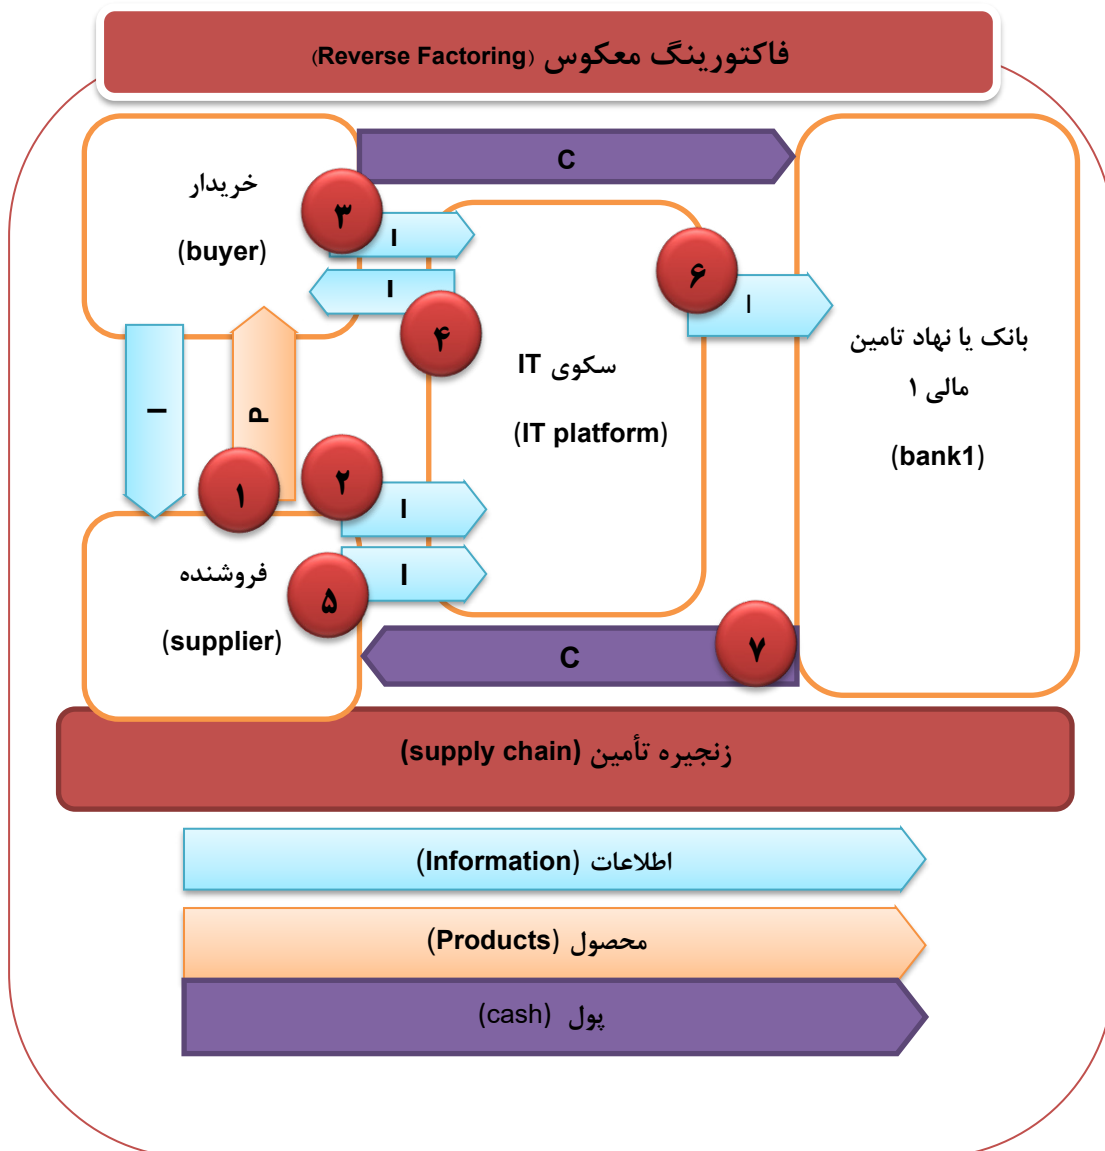 فاکتورینگ معکوس (Reverse Factoring)
C
خریدار
(buyer)
۳
I
I
۴
۶
I
بانک یا نهاد تامین
مالی ۱
(bank1)
سکوی IT
(IT platform)
I
P
۱
۲
I
I
۵
فروشنده
(supplier)
C
۷
زنجیره تأمین (supply chain)
اطلاعات (Information)
محصول (Products)
پول (cash)